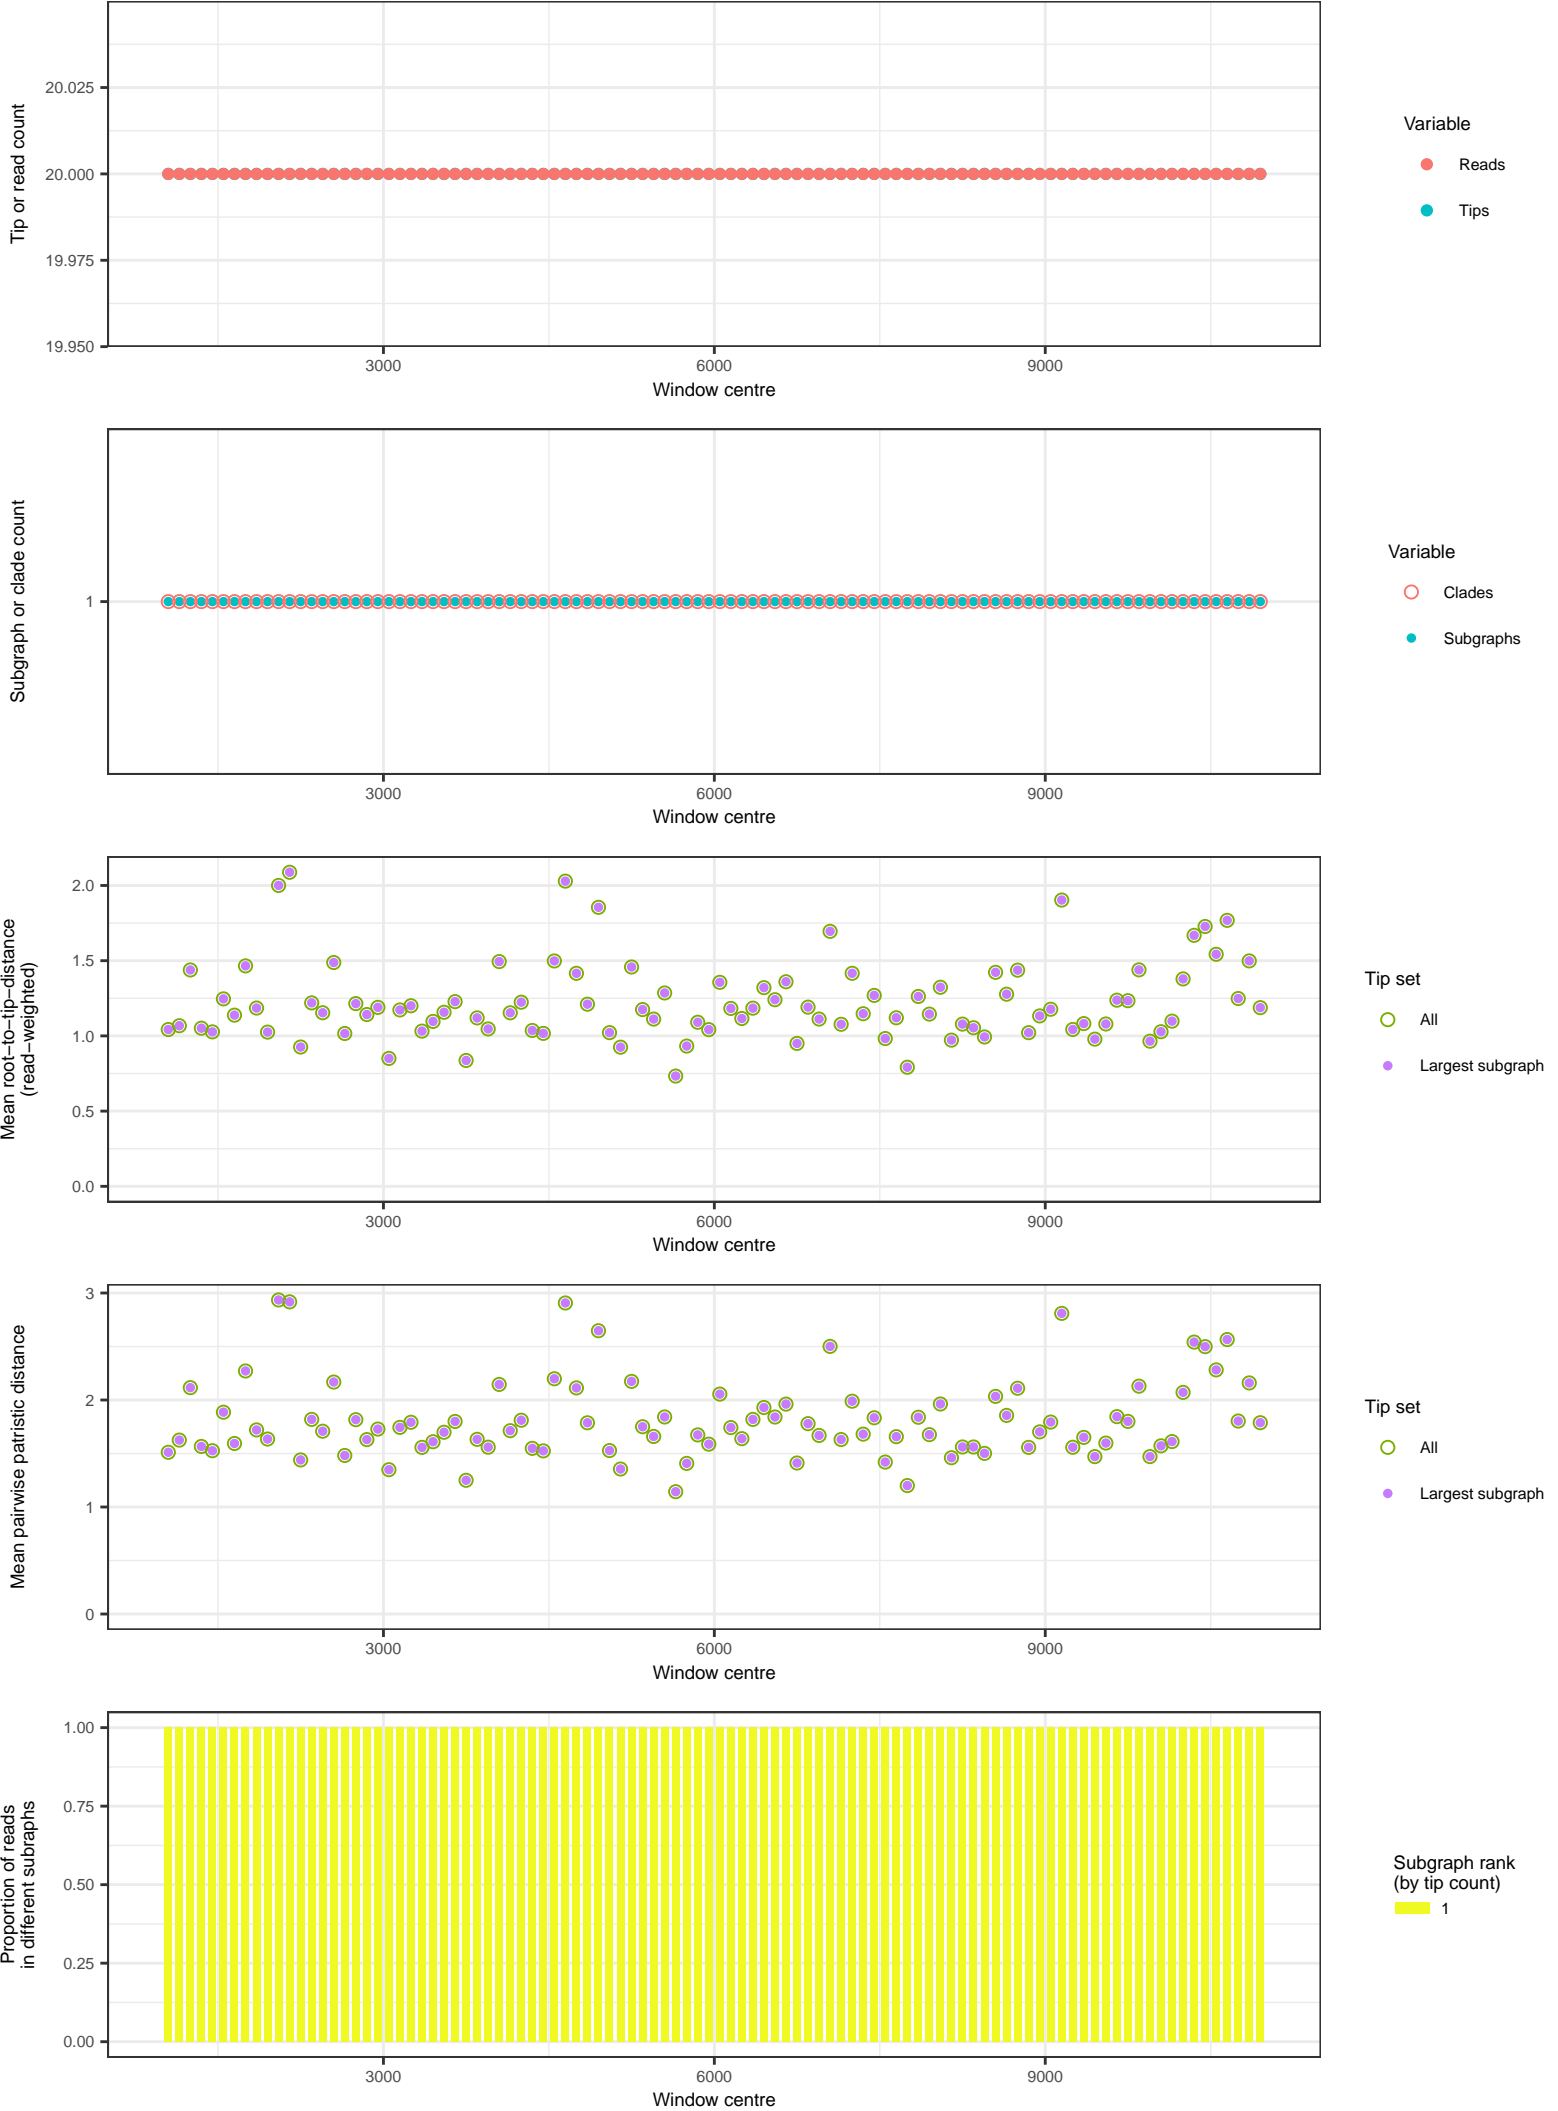 20.025
20.000
19.975
19.950
Tip or read count
3000
6000
9000
Window centre
Variable
Reads
Tips
1
Subgraph or clade count
3000
6000
9000
Window centre
Variable
Clades
Subgraphs
2.0
1.5
1.0
0.5
0.0
Mean root−to−tip−distance
(read−weighted)
3000
6000
9000
Window centre
Tip set
All
Largest subgraph
3
2
1
0
Mean pairwise patristic distance
3000
6000
9000
Window centre
Tip set
All
Largest subgraph
1.00
0.75
0.50
0.25
0.00
Proportion of reads
in different subraphs
3000
6000
9000
Window centre
Subgraph rank
(by tip count)
1